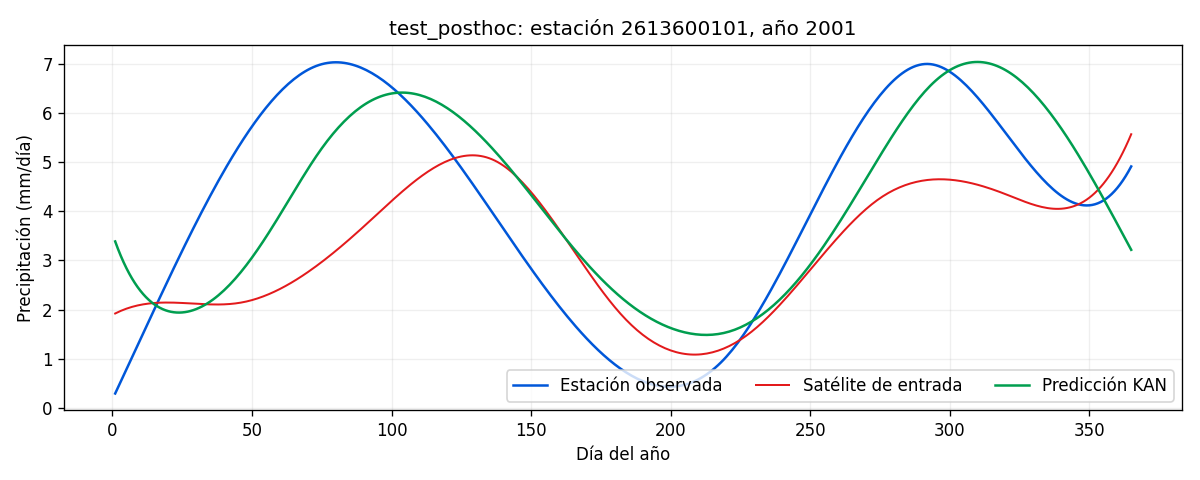 test_posthoc: estación 2613600101, año 2001
Precipitación (mm/día)
7
6
5
4
3
2
1
0
Estación observada
Satélite de entrada
Predicción KAN
0 50 100 150 200 250 300 350
Día del año